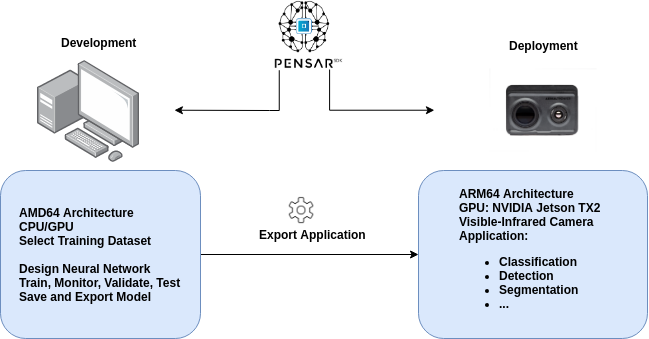 Development
PENSAR SDK
Deployment
AMD64 Architecture
CPU/GPU
Select Training Dataset
Design Neural Network
Train, Monitor, Validate, Test
Save and Export Model
Export Application
ARM64 Architecture
GPU: NVIDIA Jetson TX2
Visible-Infrared Camera
Application:
• Classification
• Detection
• Segmentation
• ...